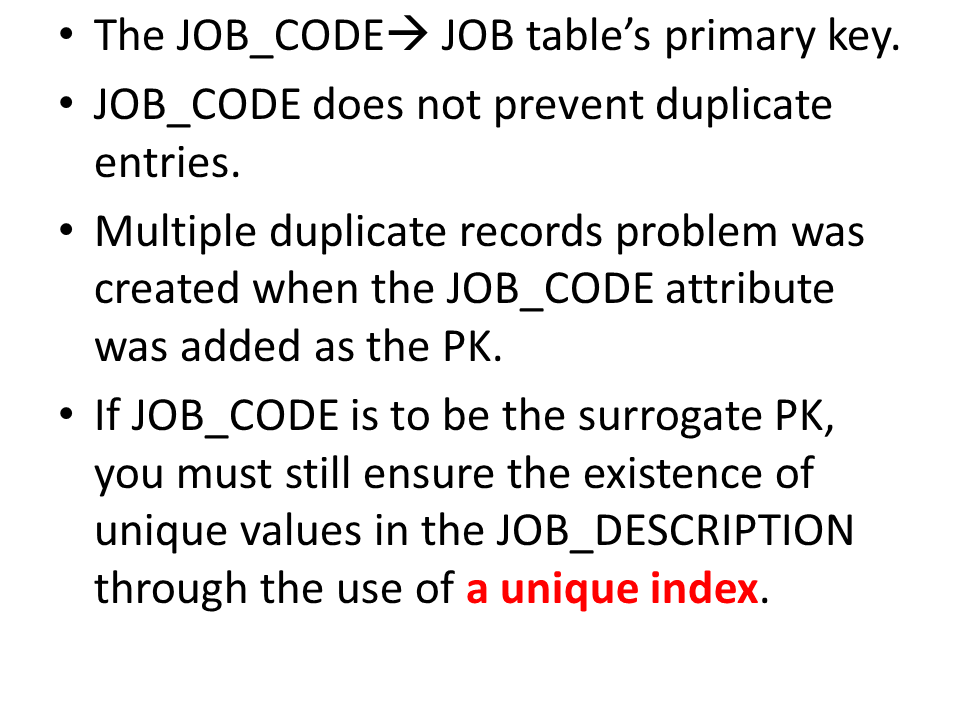 • The JOB_CODE→ JOB table’s primary key.
• JOB_CODE does not prevent duplicate
entries.
• Multiple duplicate records problem was
created when the JOB_CODE attribute
was added as the PK.
• If JOB_CODE is to be the surrogate PK,
you must still ensure the existence of
unique values in the JOB_DESCRIPTION
through the use of a unique index.